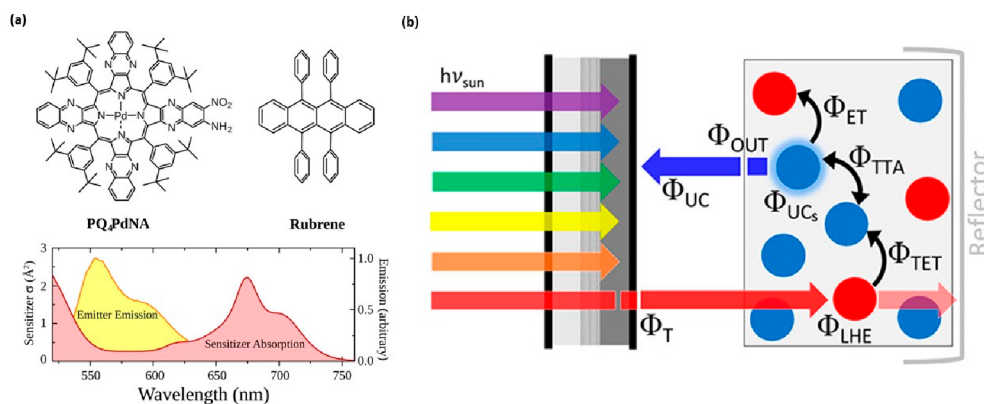 (a)
NO₂
NH₂
N
N
N
N
N
N
Pd
N
N
N
N
N
N
PQ₄PdNA
Rubrene
Sensitizer σ (Å²)
3
2
1
0
Emitter Emission
Sensitizer Absorption
1.0
0.5
0.0
Emission
(arbitrary)
550
600
650
700
750
Wavelength (nm)
(b)
hνsun
ΦT
ΦOUT
ΦUC
ΦET
ΦTTA
ΦUCs
ΦTET
ΦLHE
Reflector